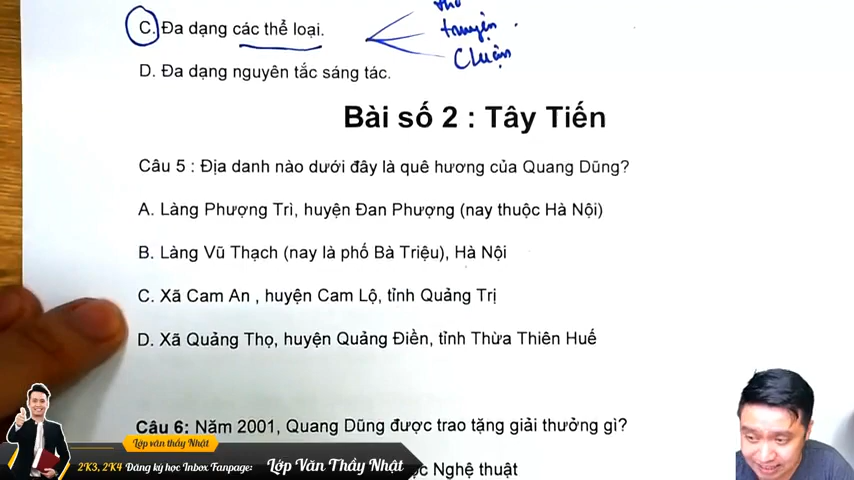 truyện.
C. Đa dạng các thể loại.
Cluận
D. Đa dạng nguyên tắc sáng tác.
Bài số 2 : Tây Tiến
Câu 5 : Địa danh nào dưới đây là quê hương của Quang Dũng?
A. Làng Phượng Trì, huyện Đan Phượng (nay thuộc Hà Nội)
B. Làng Vũ Thạch (nay là phố Bà Triệu), Hà Nội
C. Xã Cam An , huyện Cam Lộ, tỉnh Quảng Trị
D. Xã Quảng Thọ, huyện Quảng Điền, tỉnh Thừa Thiên Huế
Câu 6: Năm 2001, Quang Dũng được trao tặng giải thưởng gì?
Nghệ thuật
Lớp văn thầy Nhật
2K3, 2K4 Đăng ký học Inbox Fanpage: Lớp Văn Thầy Nhật